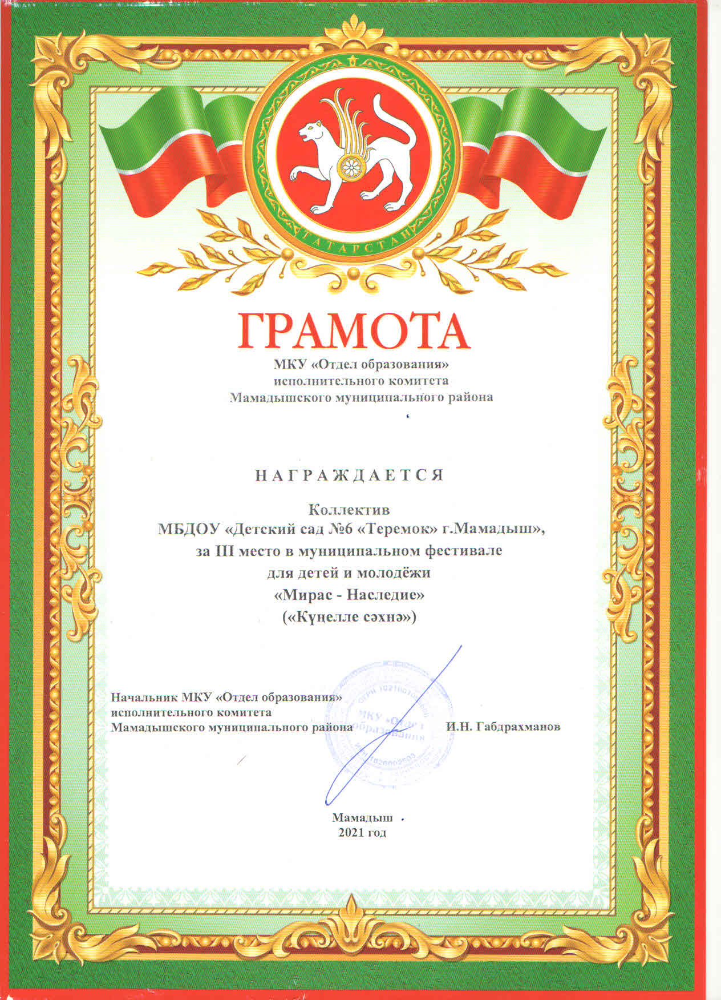 ТАТАРСТАН
ГРАМОТА
МКУ «Отдел образования»
исполнительного комитета
Мамадышского муниципального района
НАГРАЖДАЕТСЯ
Коллектив
МБДОУ «Детский сад №6 «Теремок» г.Мамадыш»,
за III место в муниципальном фестивале
для детей и молодёжи
«Мирас - Наследие»
(«Күңелле сәхнә»)
Начальник МКУ «Отдел образования»
исполнительного комитета
Мамадышского муниципального района И.Н. Габдрахманов
МКУ «Отдел
образования
Мамадыш
2021 год